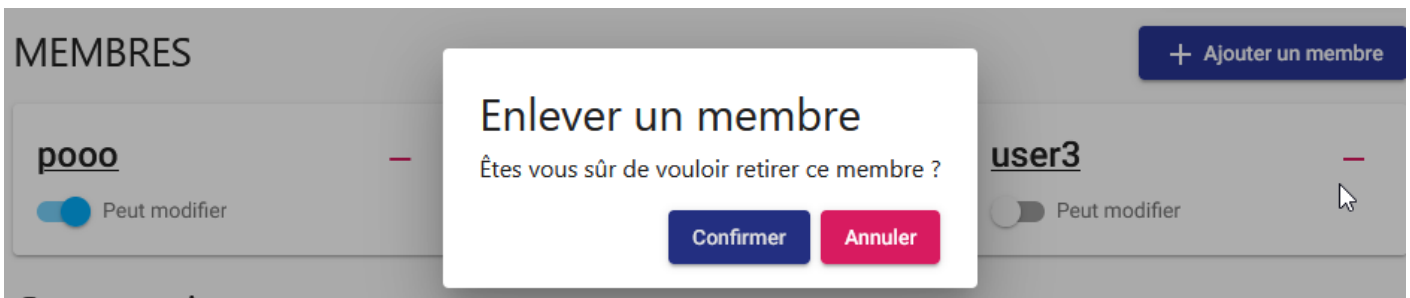 MEMBRES
+ Ajouter un membre
Enlever un membre
Êtes vous sûr de vouloir retirer ce membre ?
Confirmer
Annuler
pooo
Peut modifier
user3
Peut modifier